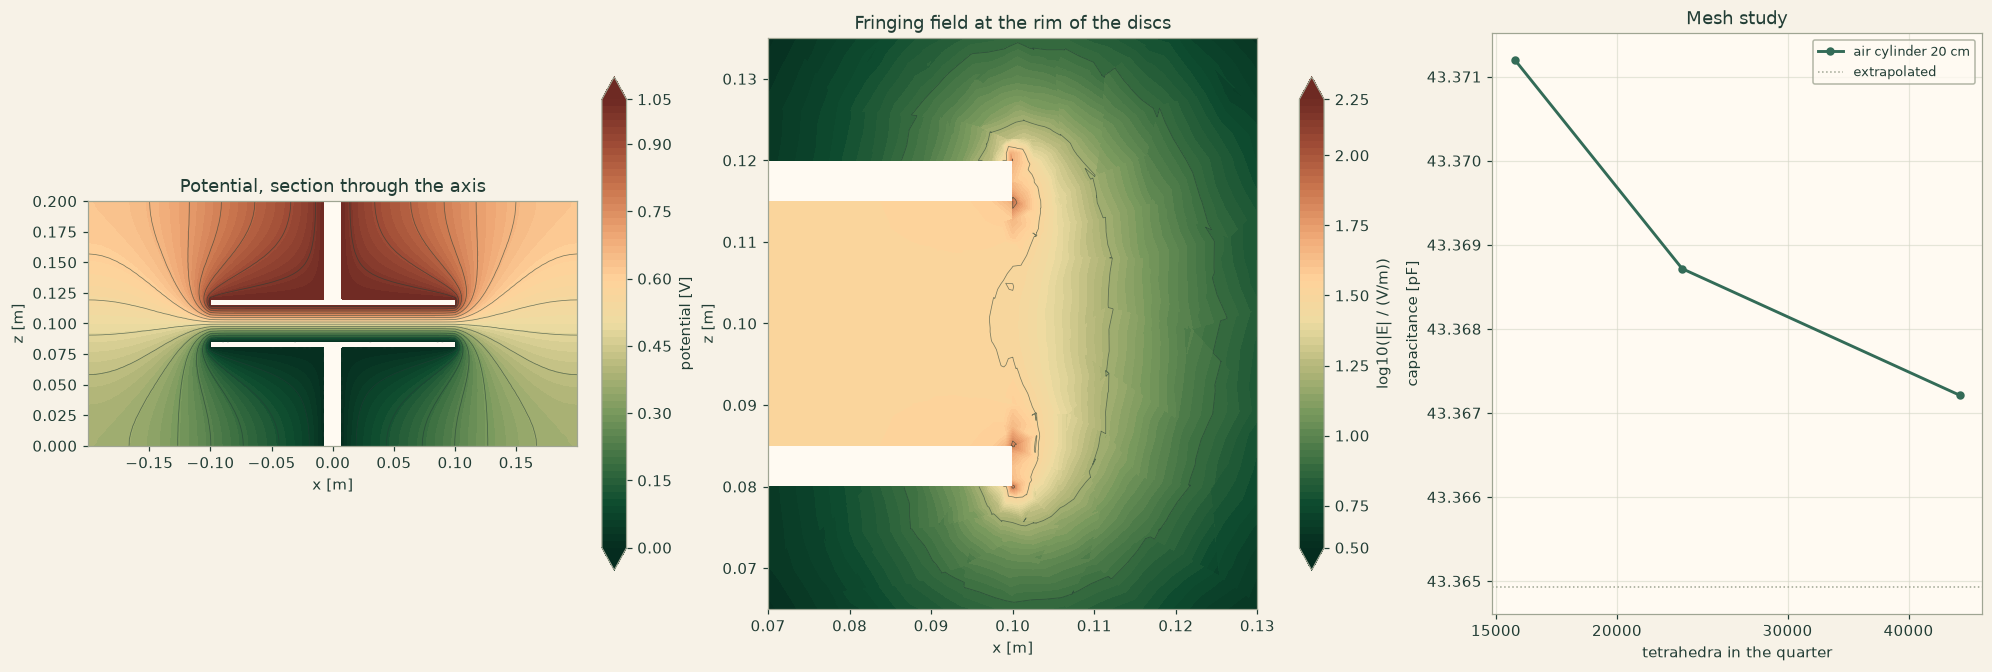 Potential, section through the axis
0.200
0.175
0.150
0.125
0.100
0.075
0.050
0.025
0.000
z [m]
−0.15 −0.10 −0.05 0.00 0.05 0.10 0.15
x [m]
1.05
0.90
0.75
0.60
0.45
0.30
0.15
0.00
potential [V]
Fringing field at the rim of the discs
0.13
0.12
0.11
0.10
0.09
0.08
0.07
z [m]
0.07 0.08 0.09 0.10 0.11 0.12 0.13
x [m]
2.25
2.00
1.75
1.50
1.25
1.00
0.75
0.50
log10(|E| / (V/m))
Mesh study
air cylinder 20 cm
extrapolated
43.371
43.370
43.369
43.368
43.367
43.366
43.365
capacitance [pF]
15000 20000 30000 40000
tetrahedra in the quarter